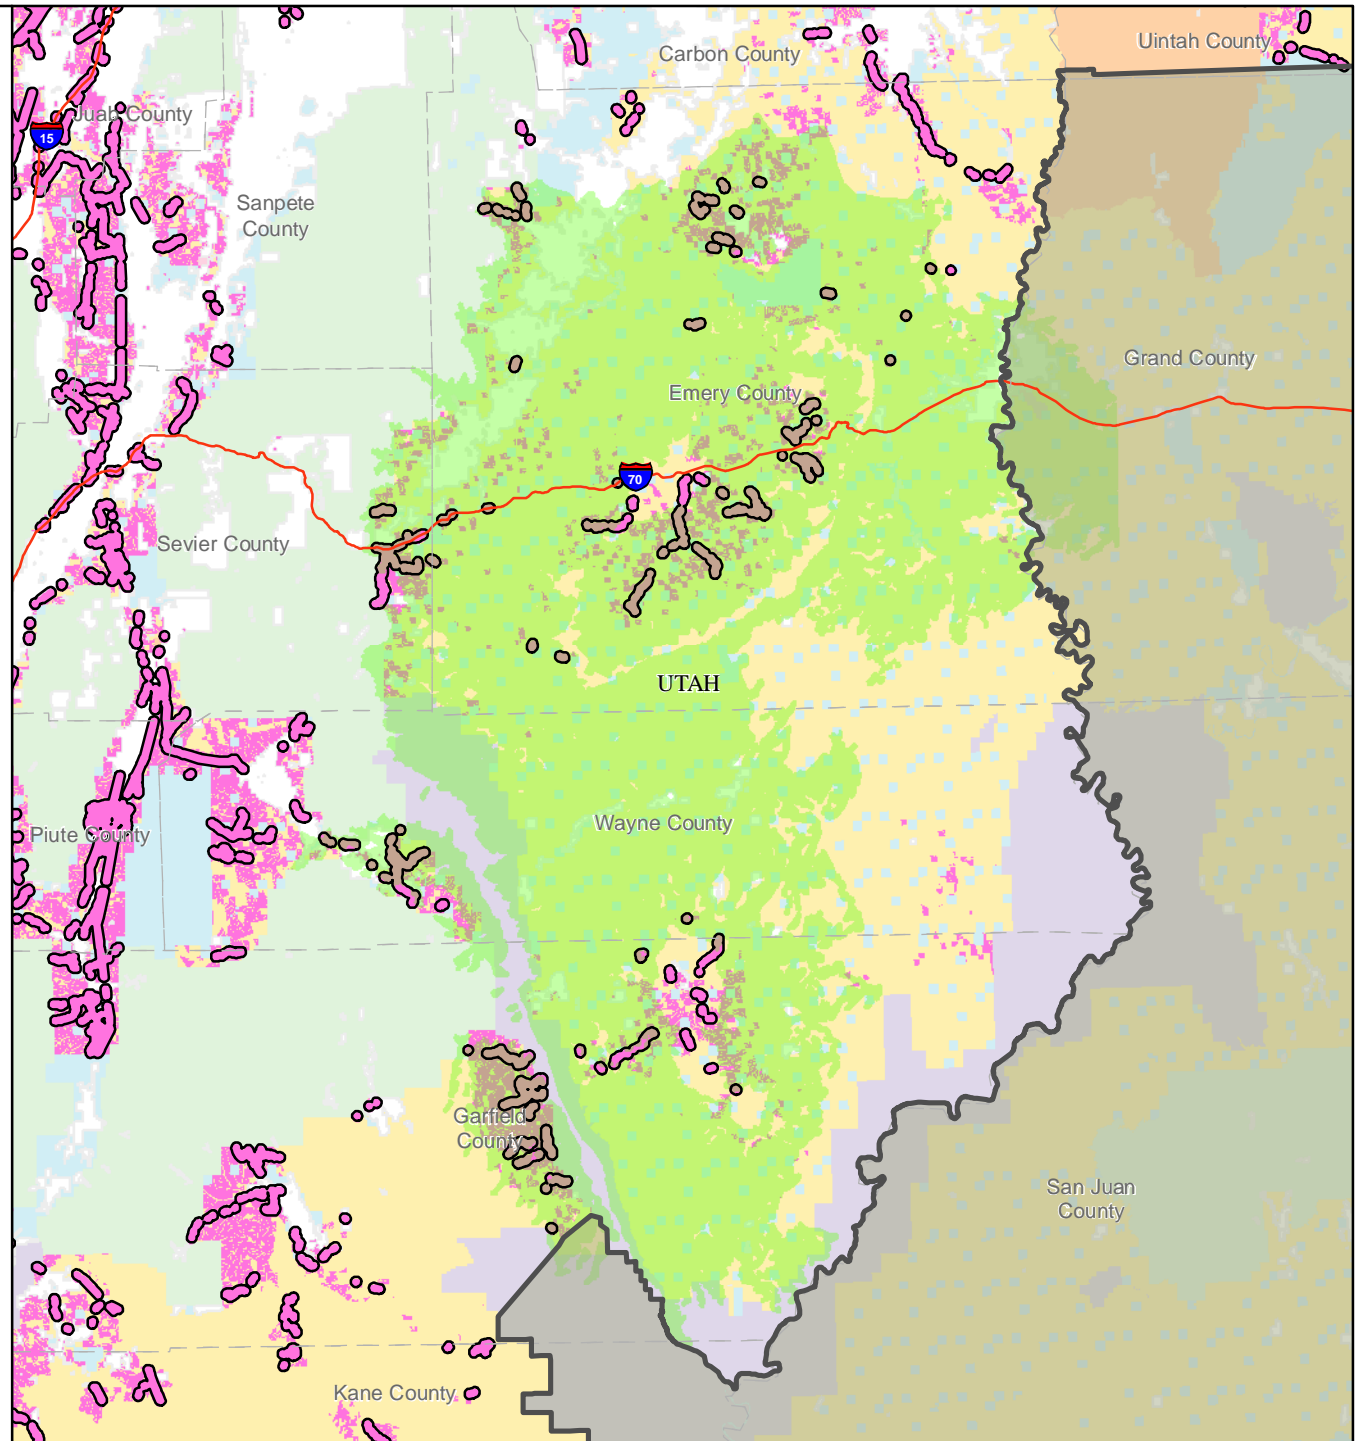 Carbon County
Uintah County
Juab County
15
Sanpete
County
Grand County
Emery County
70
Sevier County
UTAH
Wayne County
Piute County
Garfield
County
San Juan
County
Kane County